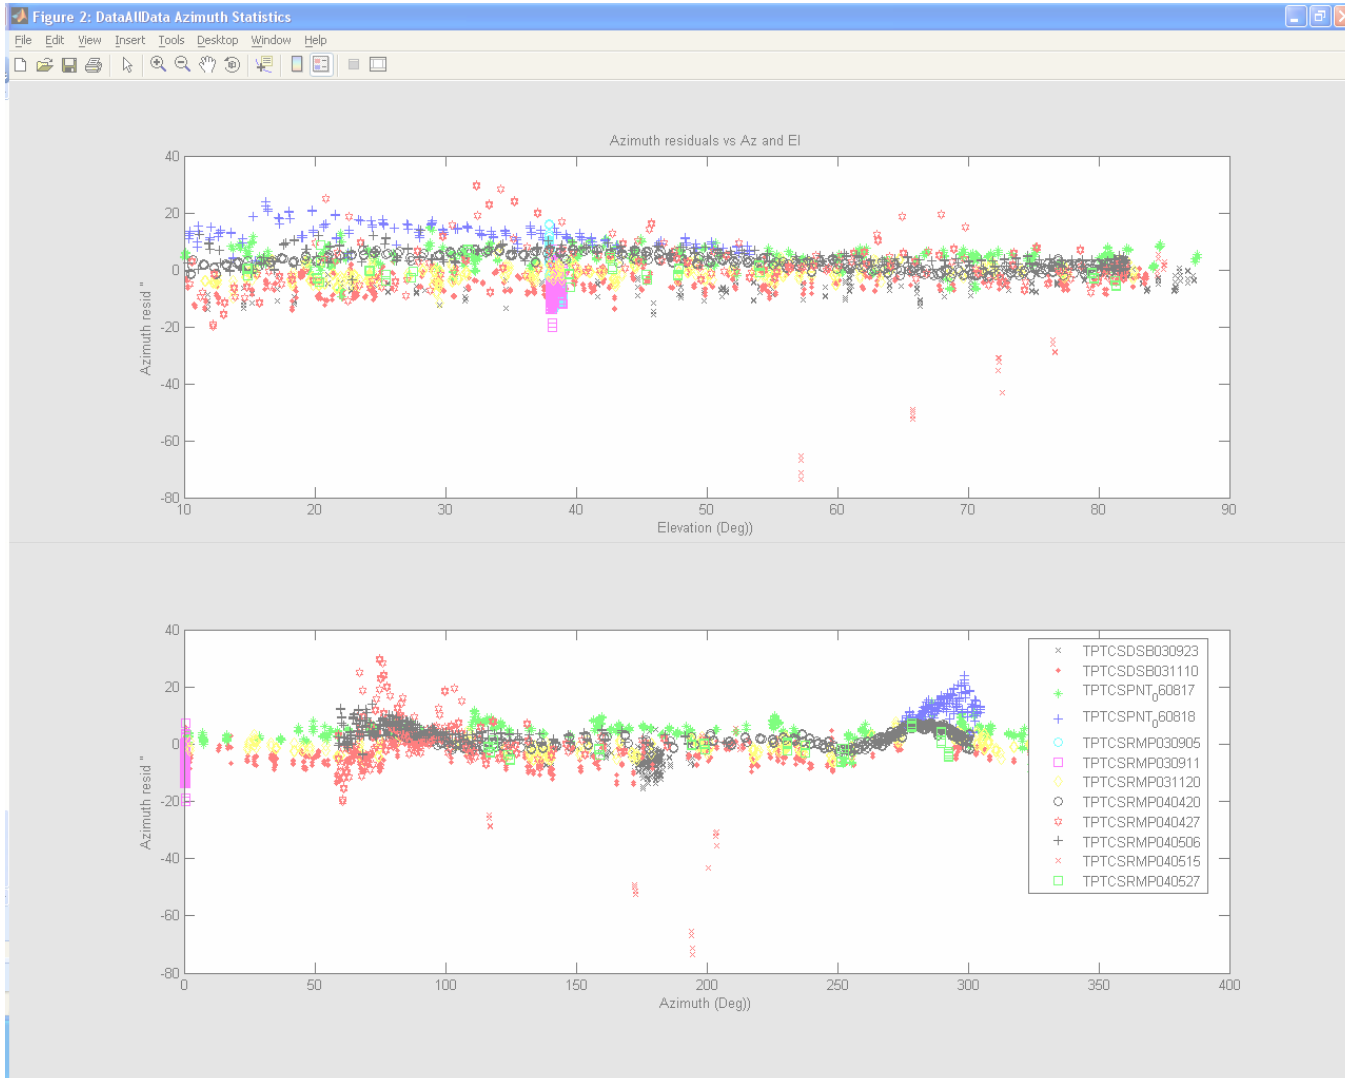 Figure 2: DataAllData Azimuth Statistics
File Edit View Insert Tools Desktop Window Help
Azimuth residuals vs Az and El
40
20
0
-20
-40
-60
-80
Azimuth resid "
10 20 30 40 50 60 70 80 90
Elevation (Deg))
40
20
0
-20
-40
-60
-80
Azimuth resid "
0 50 100 150 200 250 300 350 400
Azimuth (Deg))
TPTCSDSB030923
TPTCSDSB031110
TPTCSPNT060817
TPTCSPNT060818
TPTCSRMP030905
TPTCSRMP030911
TPTCSRMP031120
TPTCSRMP040420
TPTCSRMP040427
TPTCSRMP040506
TPTCSRMP040515
TPTCSRMP040527